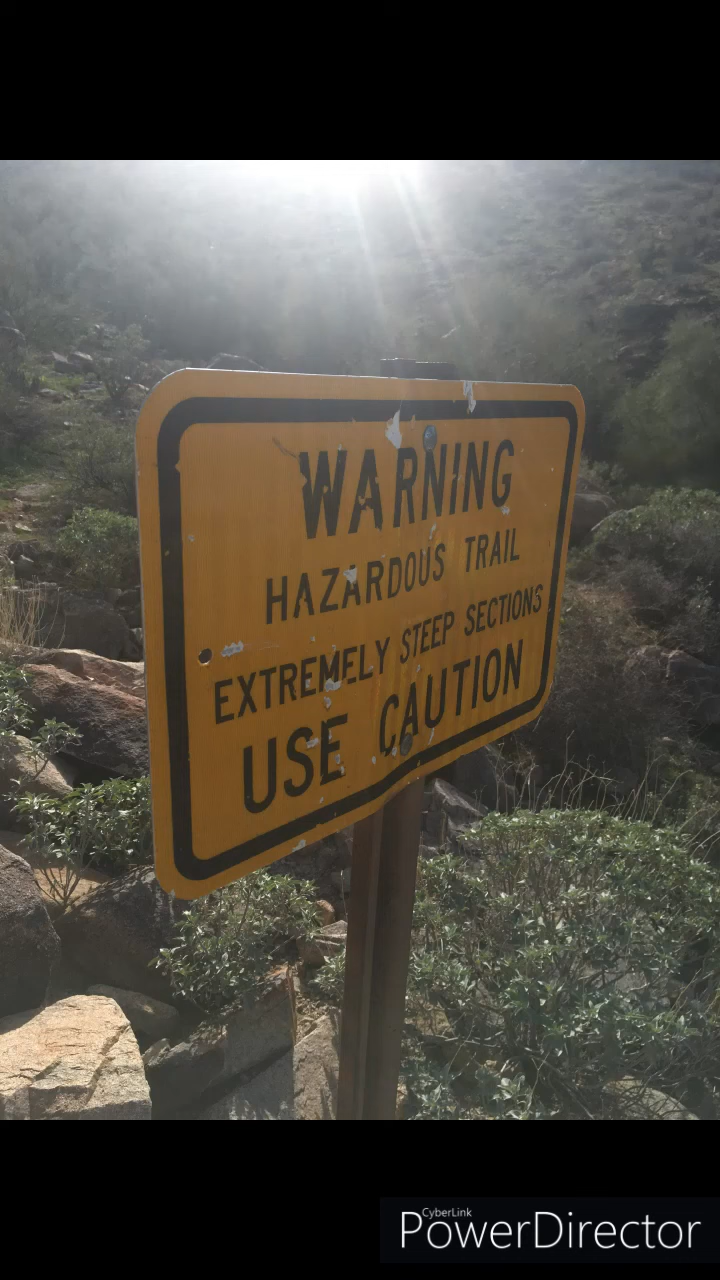 WARNING
HAZARDOUS TRAIL
EXTREMELY STEEP SECTIONS
USE CAUTION
CyberLink
PowerDirector